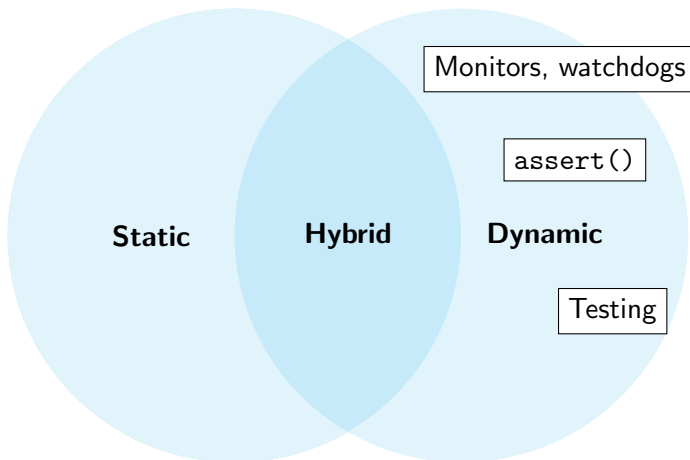 Monitors, watchdogs
assert()
Static
Hybrid
Dynamic
Testing